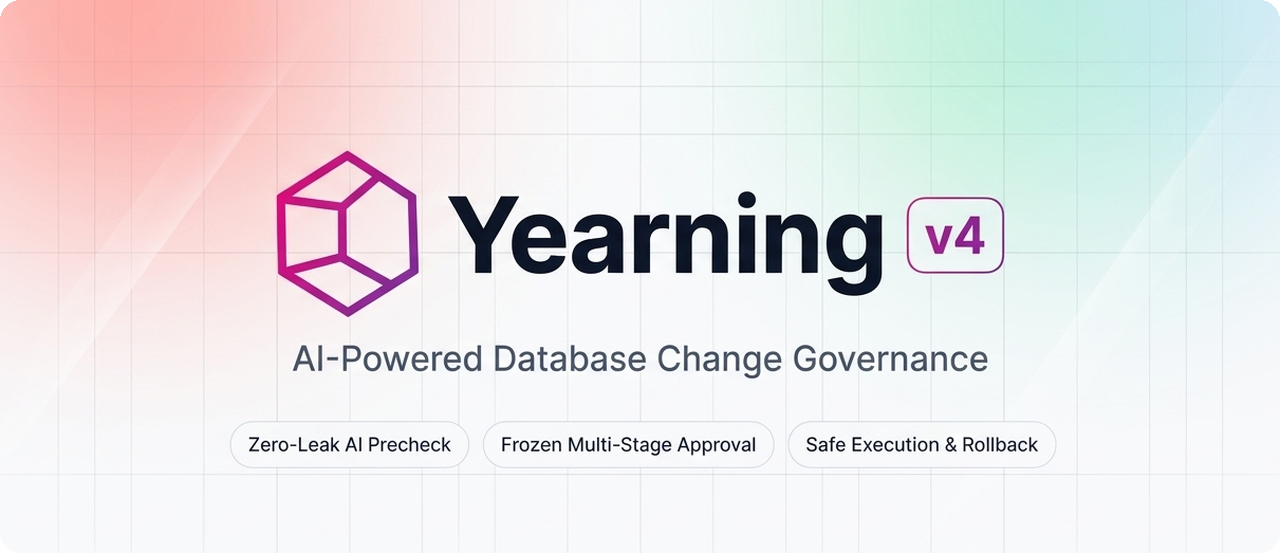 Yearning v4
AI-Powered Database Change Governance
Zero-Leak AI Precheck
Frozen Multi-Stage Approval
Safe Execution & Rollback